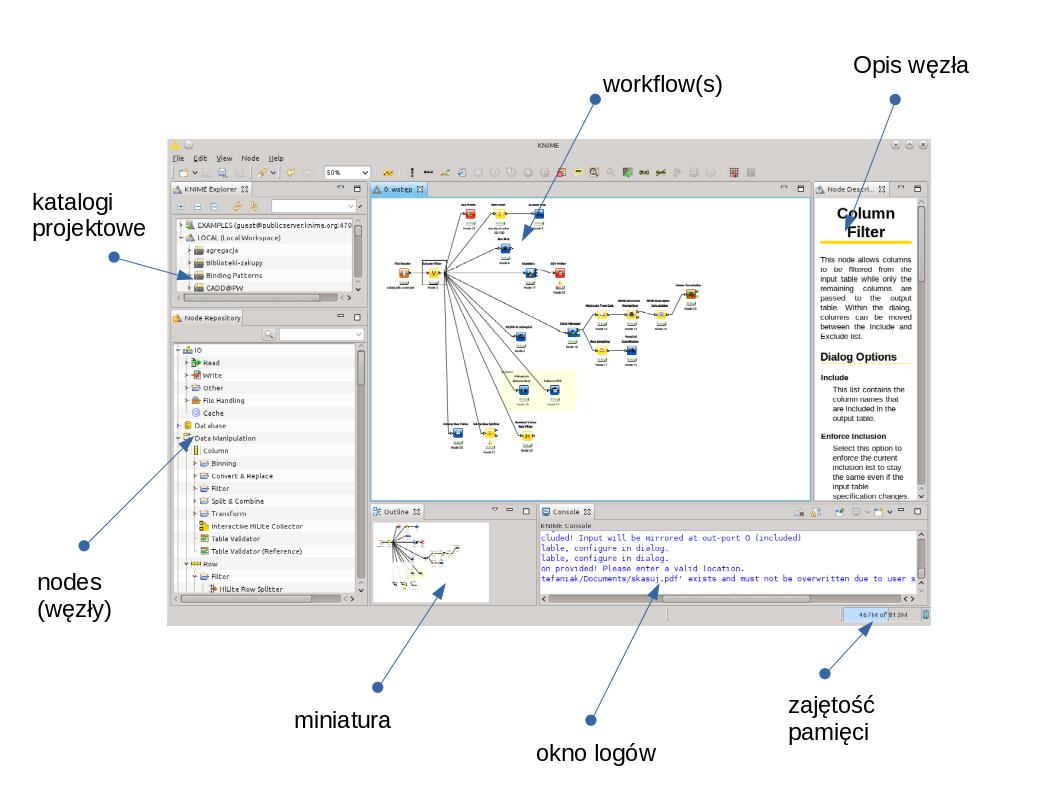 workflow(s)
Opis węzła
katalogi
projektowe
nodes
(węzły)
miniatura
okno logów
zajętość
pamięci
KNIME
File Edit View Node Help
50%
KNIME Explorer
EXAMPLES (guest@publicserver.knime.org:470
LOCAL (Local Workspace)
agregacja
Biblioteki-zakupy
Binding Patterns
CADD@PW
Node Repository
IO
Read
Write
Other
File Handling
Cache
Database
Data Manipulation
Column
Binning
Convert & Replace
Filter
Split & Combine
Transform
Interactive HiLite Collector
Table Validator
Table Validator (Reference)
Row
Filter
HiLite Row Splitter
0: wstęp
File Reader
Column Filter
Statistics
CSV Writer
Color Manager
Outline
Console
KNIME Console
cluded! Input will be mirrored at out-port 0 (included)
lable, configure in dialog.
lable, configure in dialog.
on provided! Please enter a valid location.
tefaniak/Documents/skasuj.pdf' exists and must not be overwritten due to user s
467M of 813M
Node Descri...
Column
Filter
This node allows columns
to be filtered from the
input table while only the
remaining columns are
passed to the output
table. Within the dialog,
columns can be moved
between the Include and
Exclude list.
Dialog Options
Include
This list contains the
column names that
are included in the
output table.
Enforce Inclusion
Select this option to
enforce the current
inclusion list to stay
the same even if the
input table
specification changes.